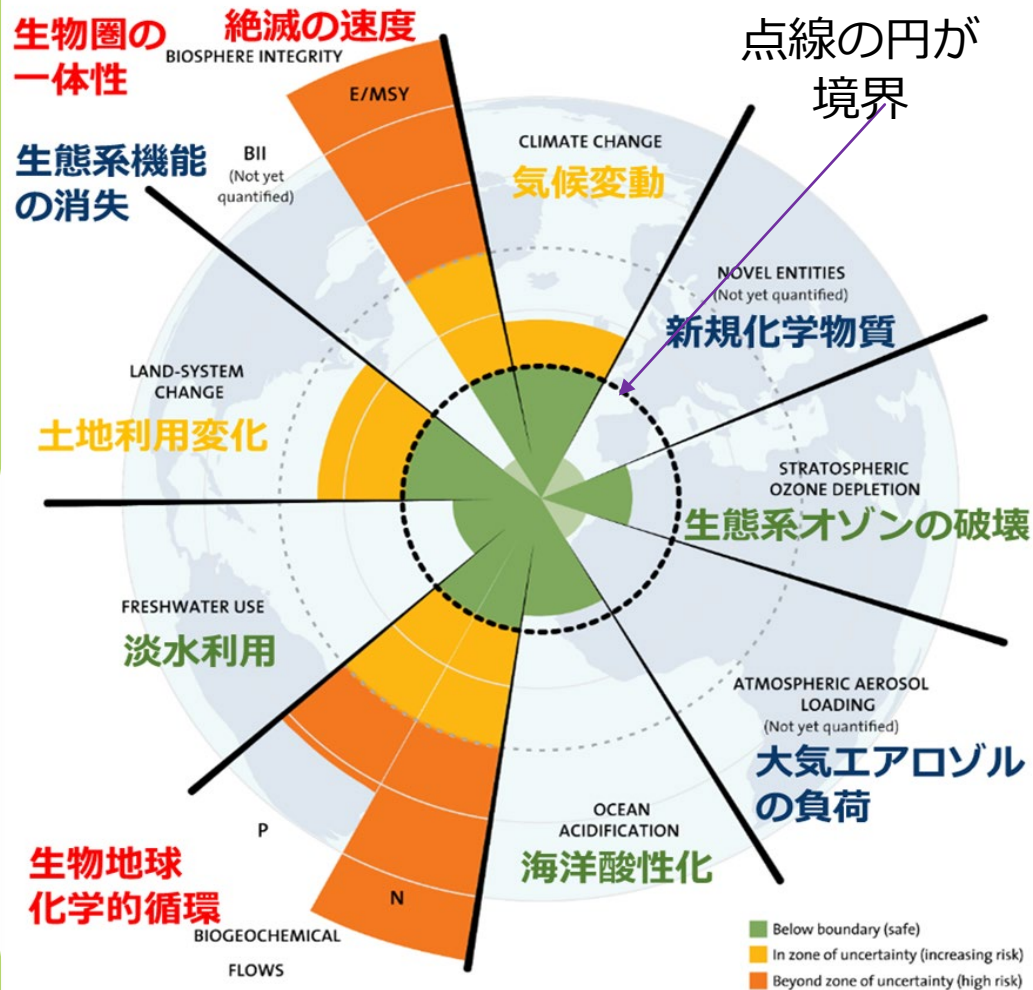 生物圏の
一体性
絶滅の速度
BIOSPHERE INTEGRITY
E/MSY
点線の円が
境界
生態系機能
の消失
BII
(Not yet
quantified)
CLIMATE CHANGE
気候変動
NOVEL ENTITIES
(Not yet quantified)
新規化学物質
LAND-SYSTEM
CHANGE
土地利用変化
STRATOSPHERIC
OZONE DEPLETION
生態系オゾンの破壊
FRESHWATER USE
淡水利用
ATMOSPHERIC AEROSOL
LOADING
(Not yet quantified)
大気エアロゾル
の負荷
OCEAN
ACIDIFICATION
海洋酸性化
P
N
生物地球
化学的循環
BIOGEOCHEMICAL
FLOWS
Below boundary (safe)
In zone of uncertainty (increasing risk)
Beyond zone of uncertainty (high risk)